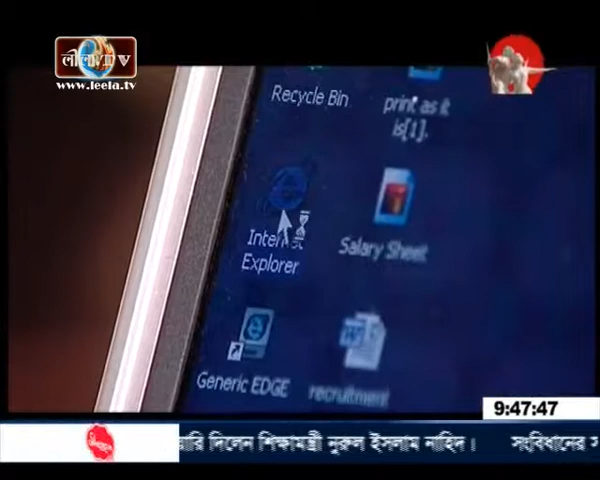 লীলা TV
www.leela.tv
Recycle Bin
print as it
is[1].
Internet
Explorer
Salary Sheet
Generic EDGE
recruitment
9:47:47
য়ারি দিলেন শিক্ষামন্ত্রী নুরুল ইসলাম নাহিদ। সংবিধানের